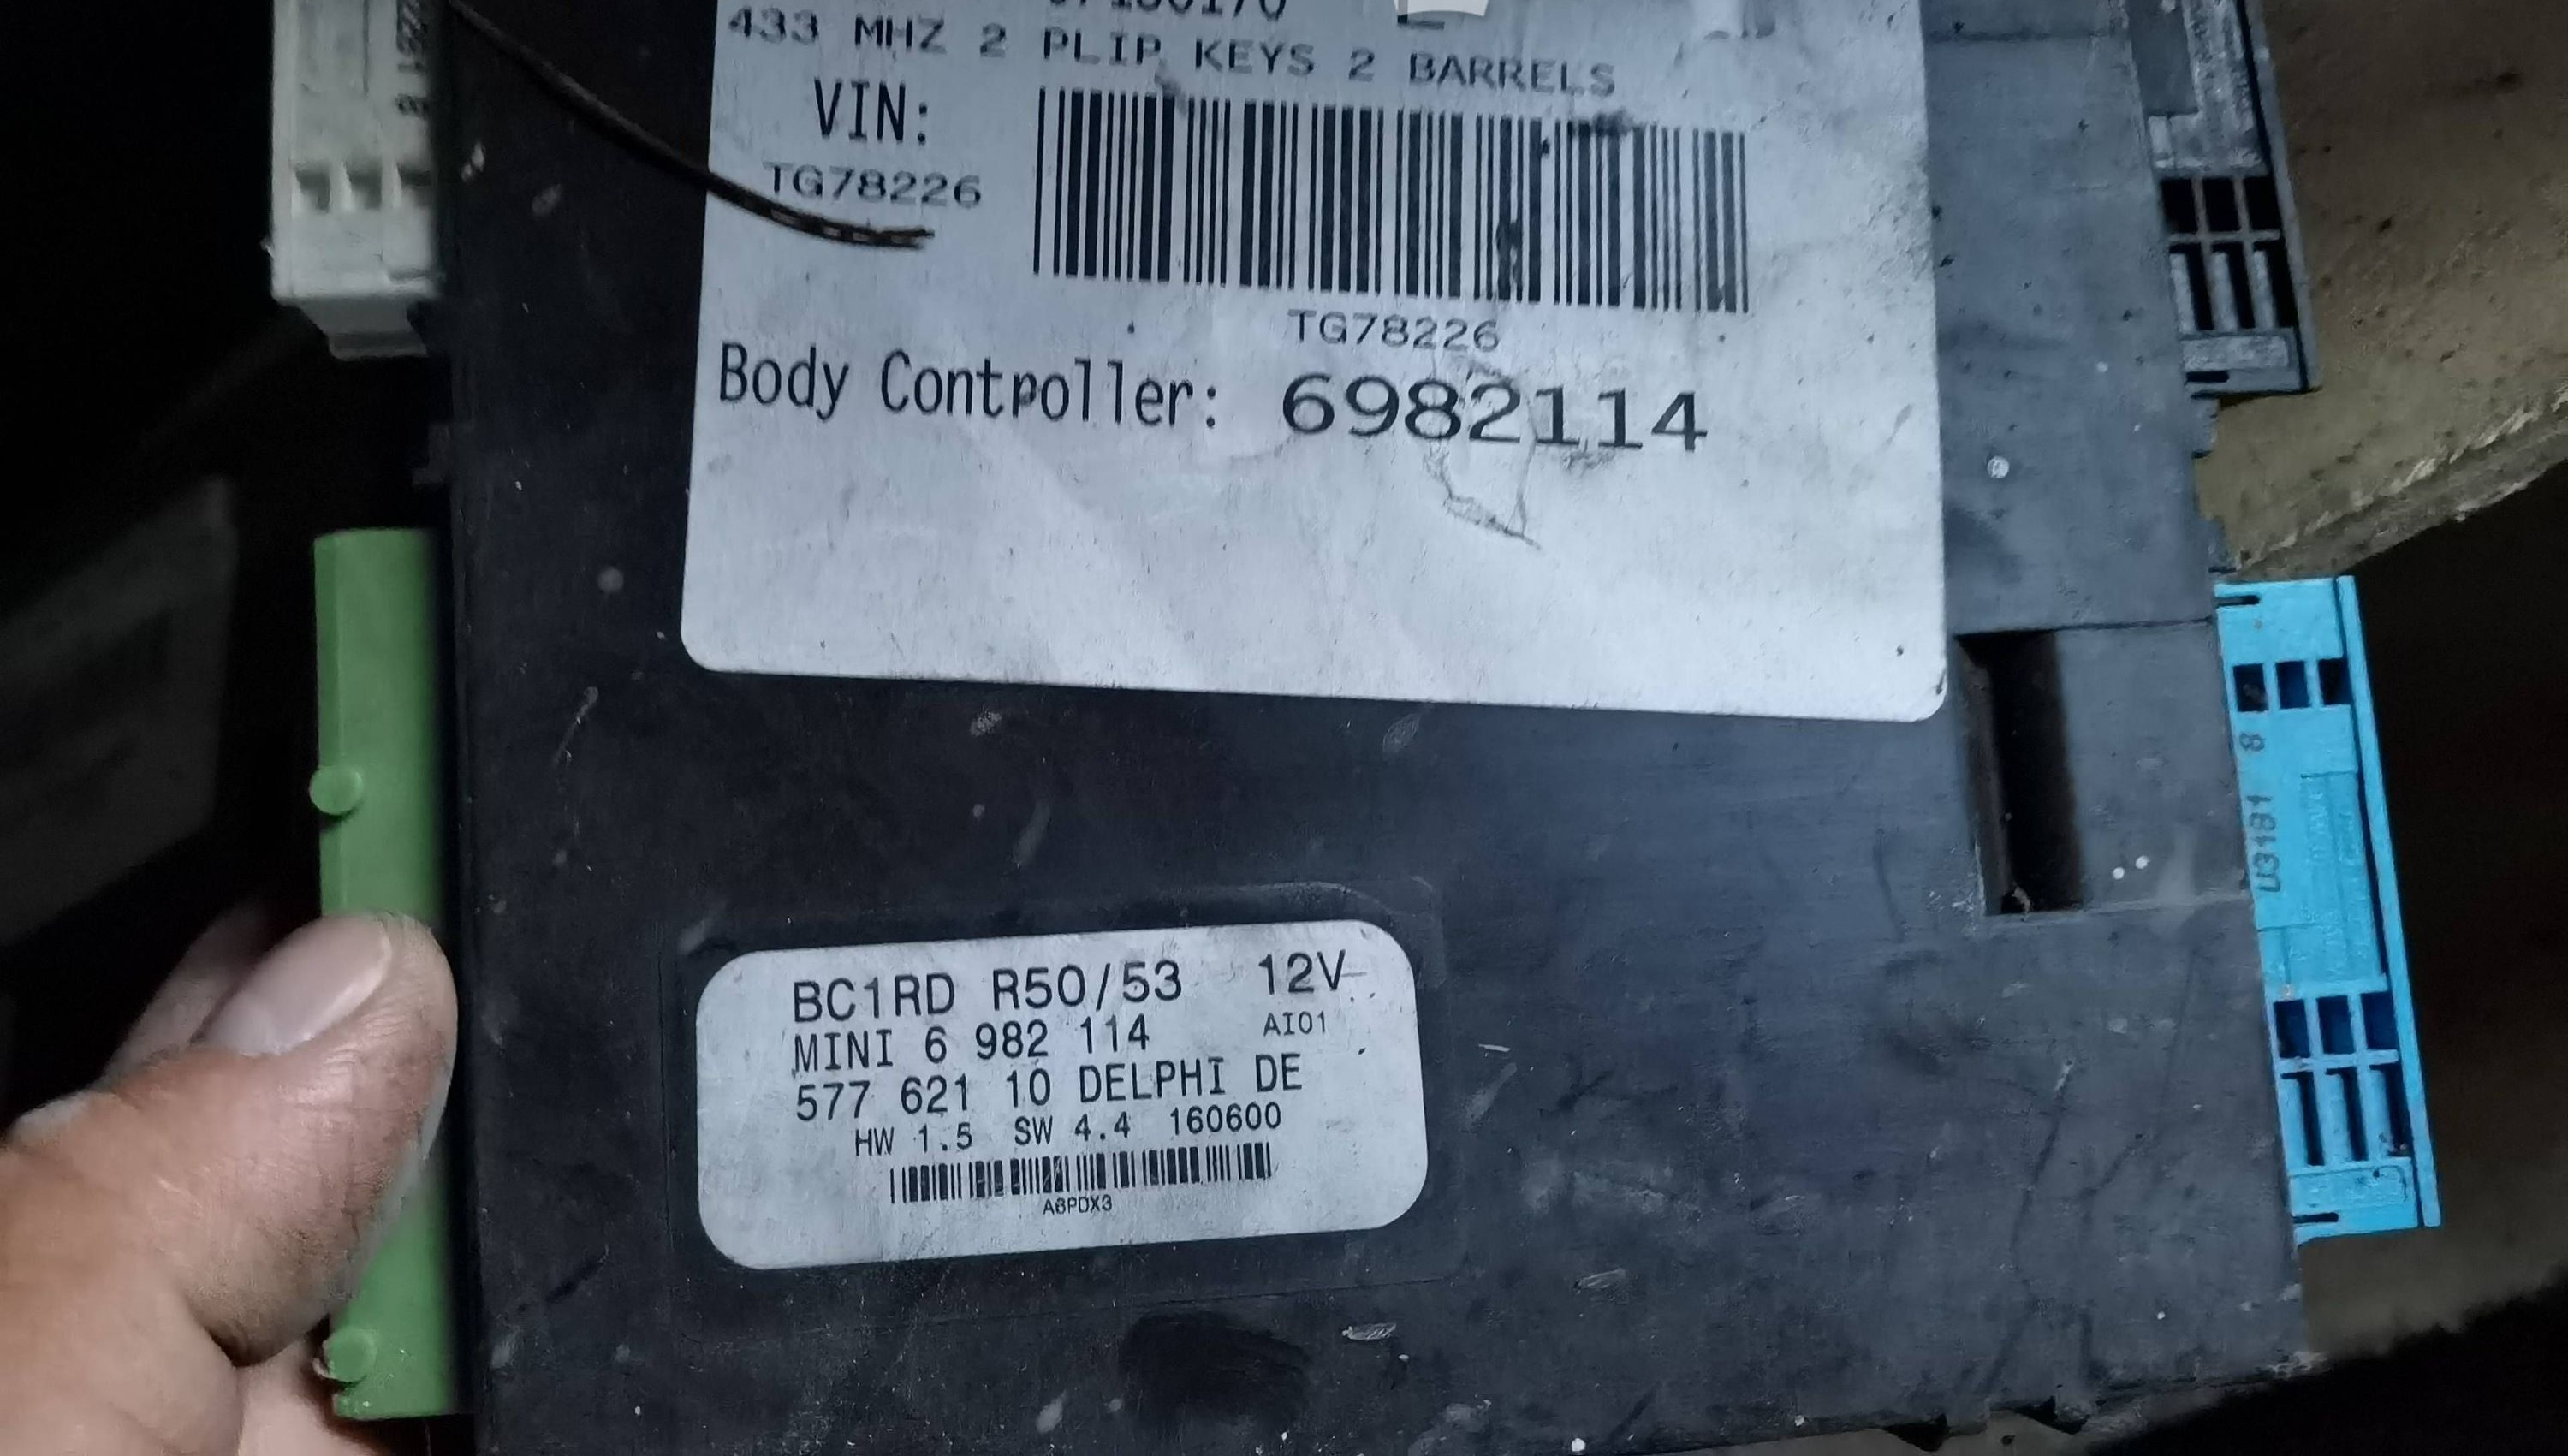 433 MHZ 2 PLIP KEYS 2 BARRELS
VIN:
TG78226
TG78226
Body Controller: 6982114
BC1RD R50/53 12V
MINI 6 982 114 AI01
577 621 10 DELPHI DE
HW 1.5 SW 4.4 160600
A6PDX3
8